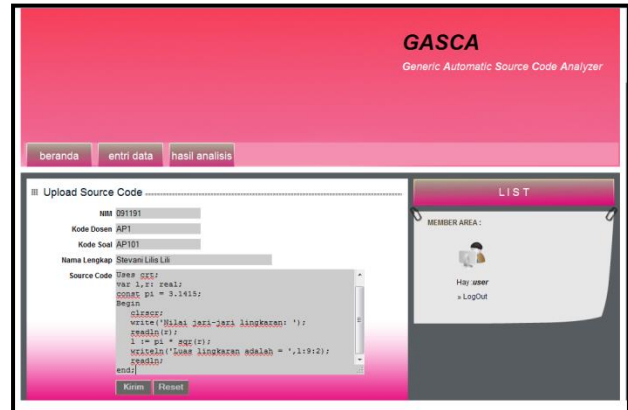 GASCA
Generic Automatic Source Code Analyzer
beranda entri data hasil analisis
Upload Source Code
NIM 091191
Kode Dosen AP1
Kode Soal AP101
Nama Lengkap Stevani Lilis Lili
Source Code Uses crt;
var l,r: real;
const pi = 3.1415;
Begin
clrscr;
write('Nilai jari-jari lingkaran: ');
readln(r);
l := pi * sqr(r);
writeln('Luas lingkaran adalah = ',l:9:2);
readln;
end;
Kirim Reset
LIST
MEMBER AREA :
Hay :user
» LogOut